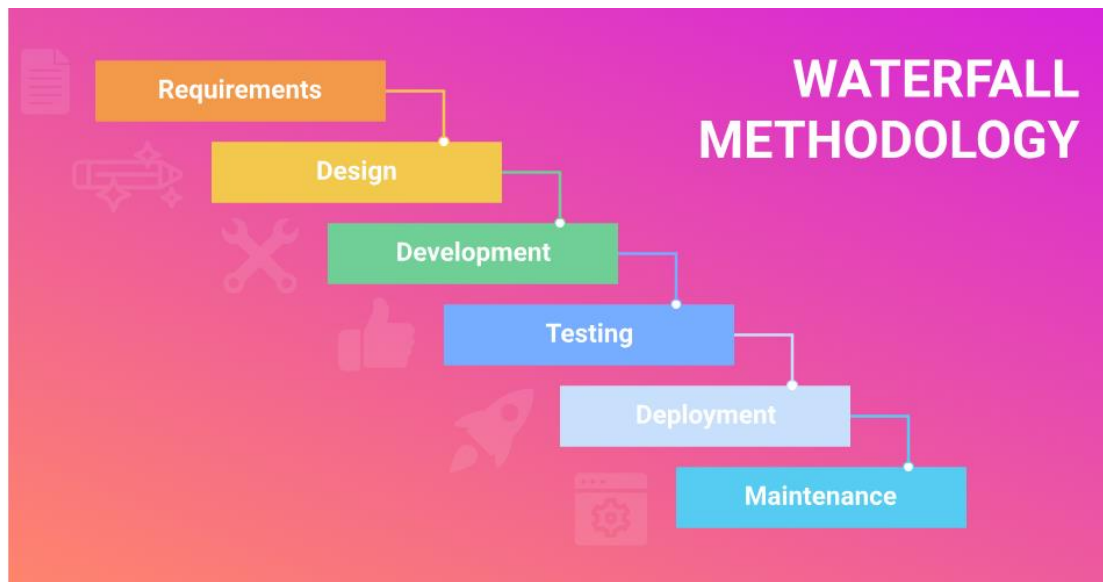 WATERFALL
METHODOLOGY
Requirements
Design
Development
Testing
Deployment
Maintenance